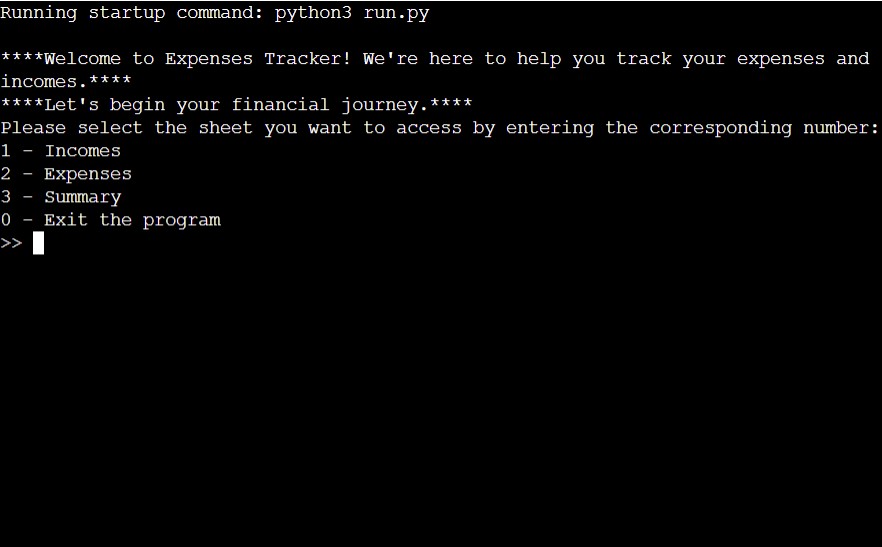 Running startup command: python3 run.py
****Welcome to Expenses Tracker! We're here to help you track your expenses and
incomes.****
****Let's begin your financial journey.****
Please select the sheet you want to access by entering the corresponding number:
1 - Incomes
2 - Expenses
3 - Summary
0 - Exit the program
>>